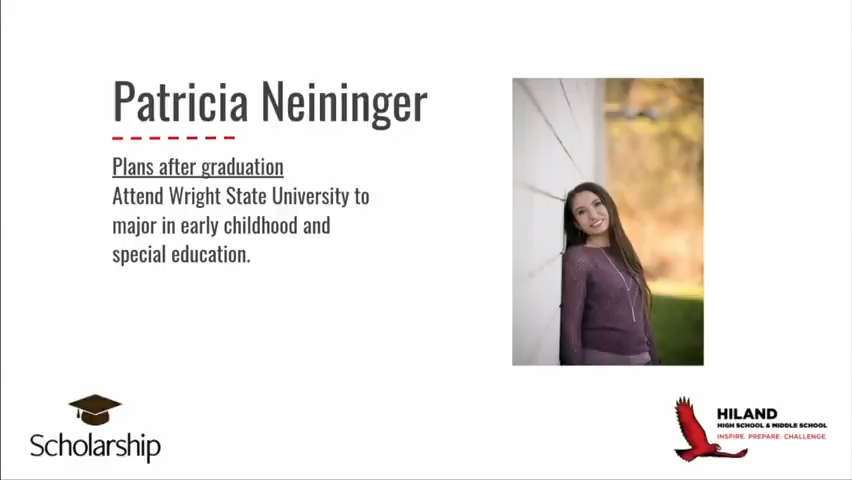 Patricia Neininger
Plans after graduation
Attend Wright State University to
major in early childhood and
special education.
Scholarship
HILAND
HIGH SCHOOL & MIDDLE SCHOOL
INSPIRE. PREPARE. CHALLENGE.